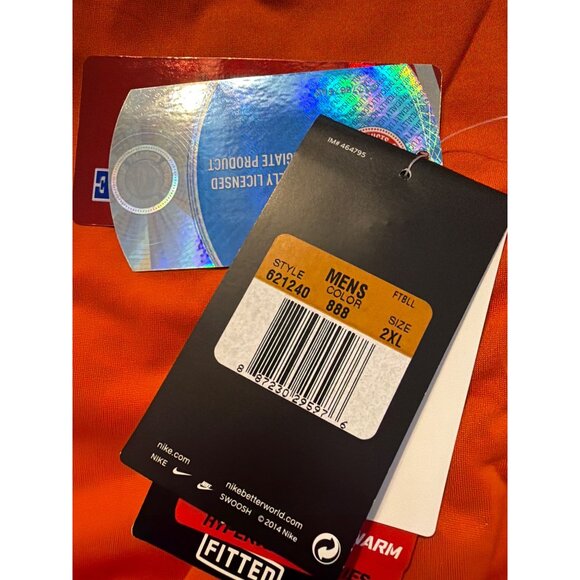 LY LICENSED
GIATE PRODUCT
IM# 464795
MENS
FTBLL
STYLE
COLOR
SIZE
621240
888
2XL
8 87230 29597 6
nike.com
NIKE
nikebetterworld.com
SWOOSH © 2014 Nike
WARM
FITTED